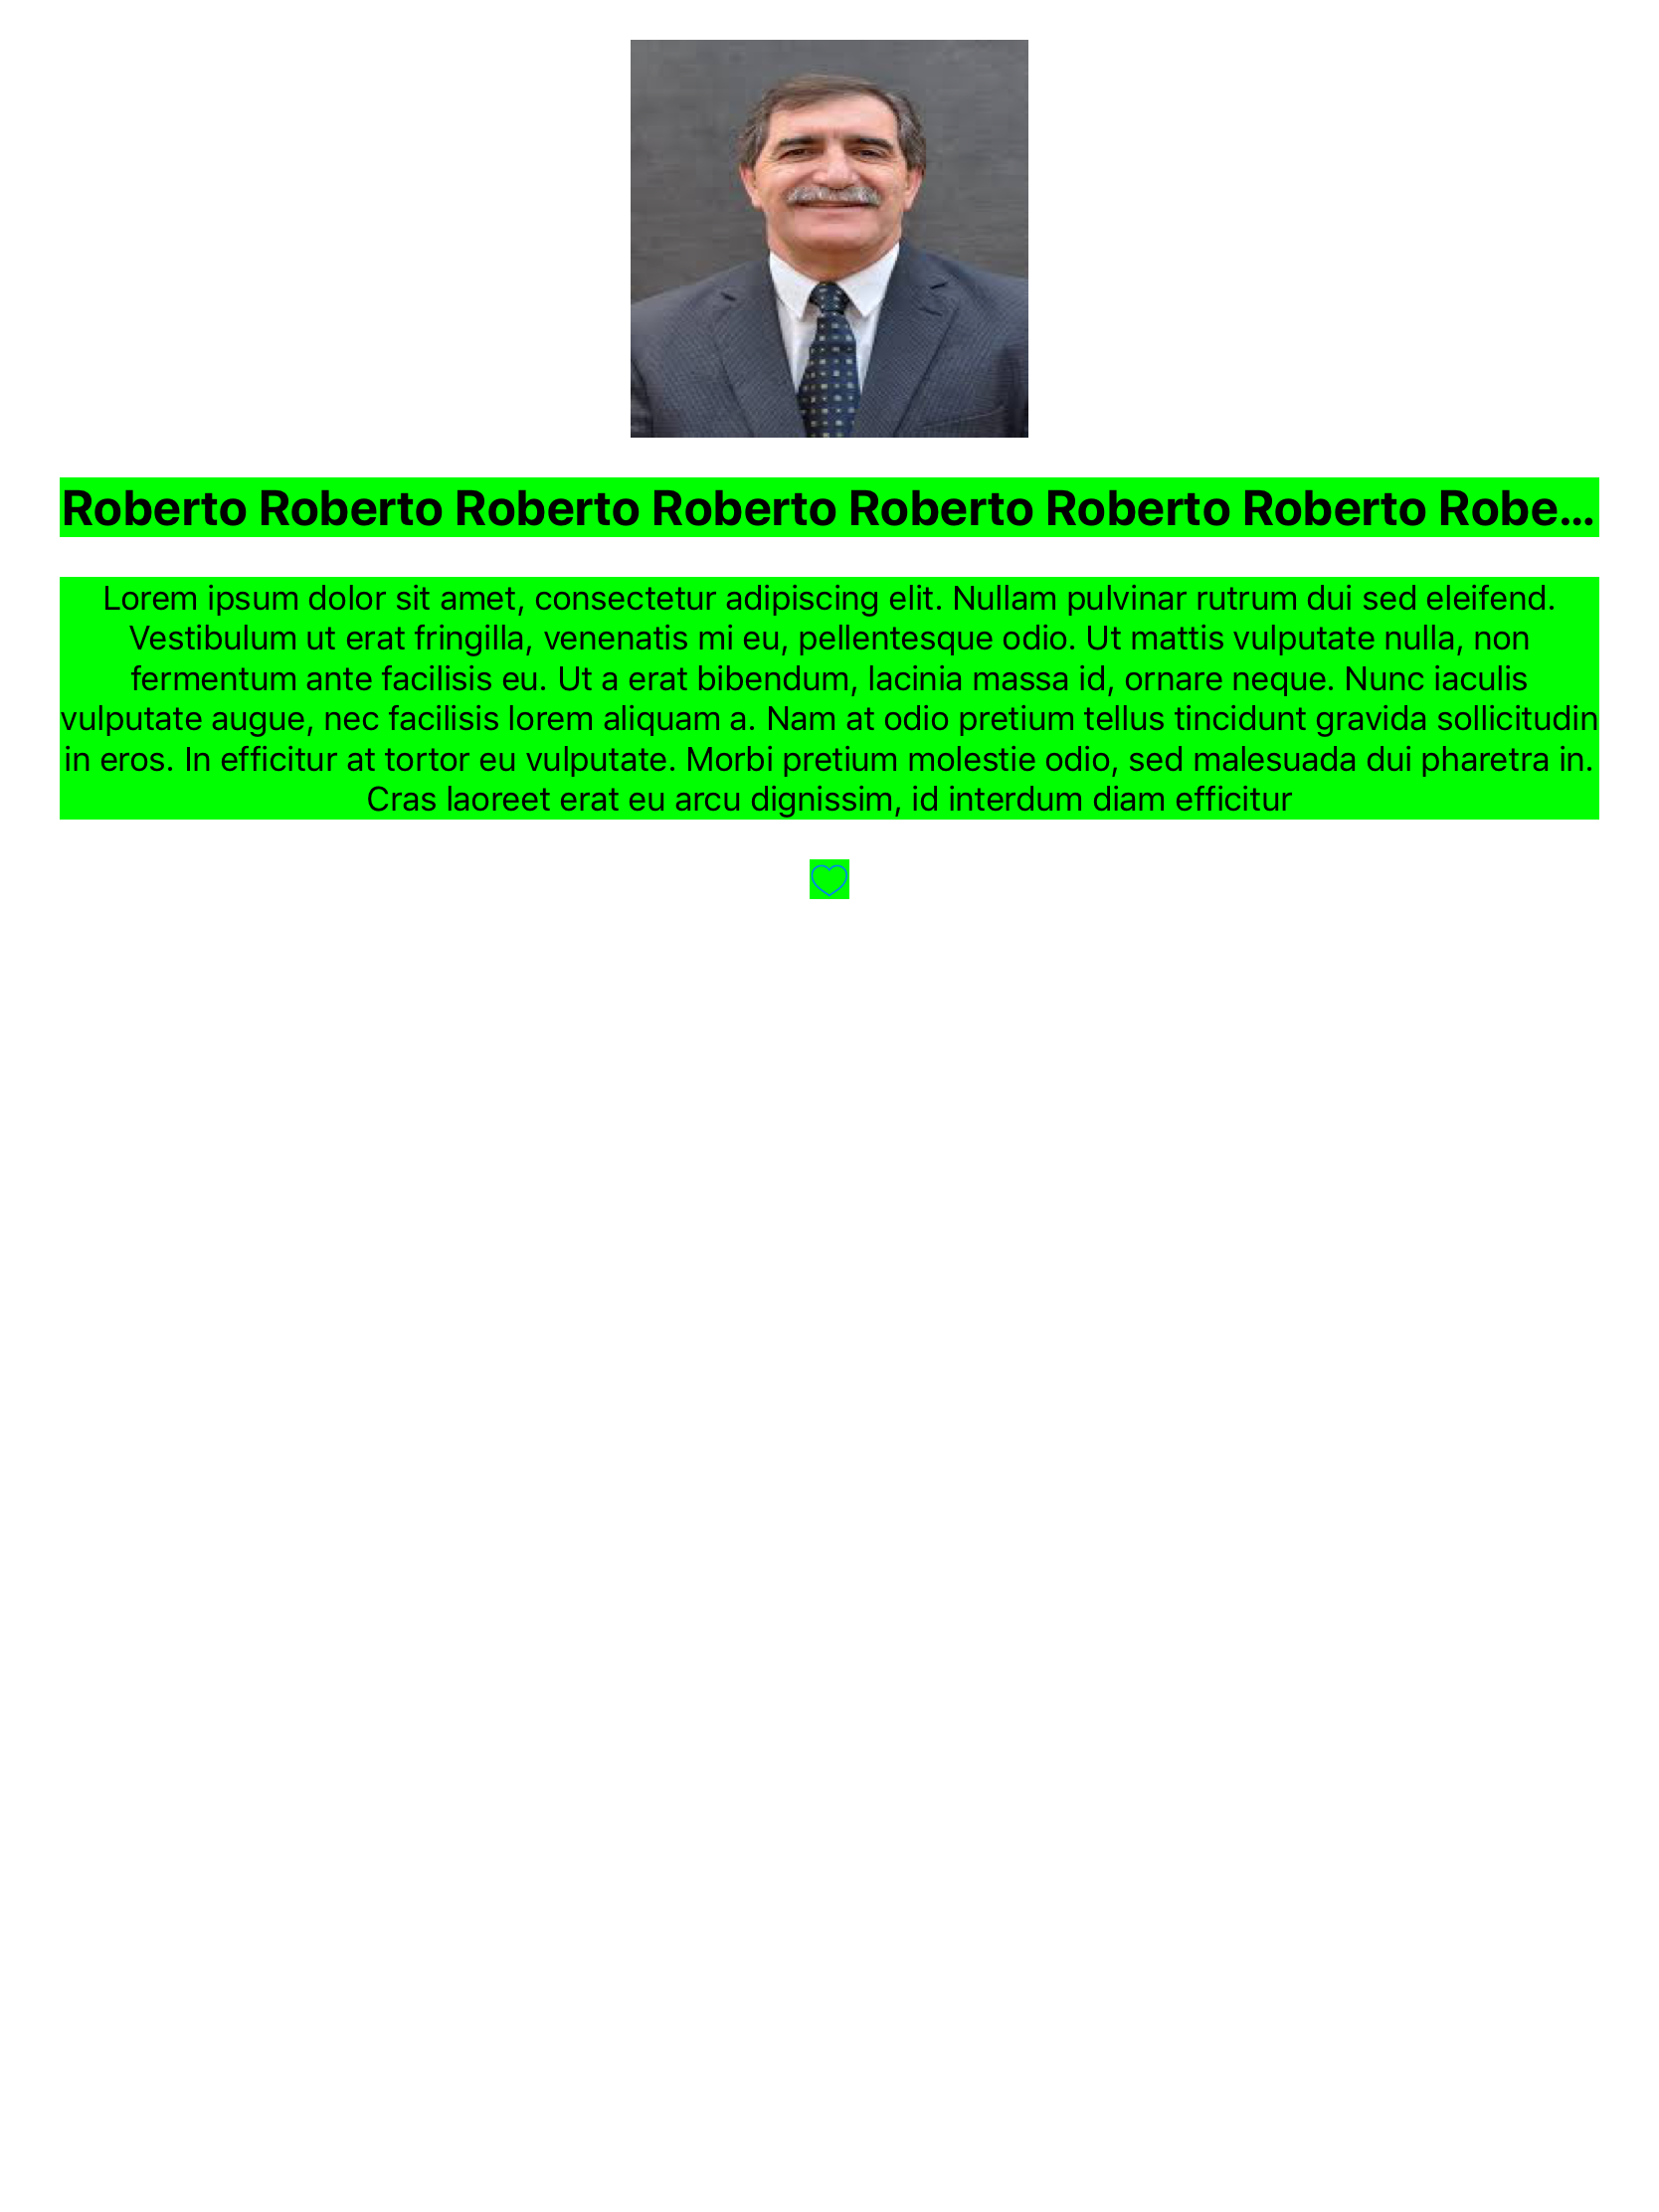 Roberto Roberto Roberto Roberto Roberto Roberto Roberto Robe...
Lorem ipsum dolor sit amet, consectetur adipiscing elit. Nullam pulvinar rutrum dui sed eleifend.
Vestibulum ut erat fringilla, venenatis mi eu, pellentesque odio. Ut mattis vulputate nulla, non
fermentum ante facilisis eu. Ut a erat bibendum, lacinia massa id, ornare neque. Nunc iaculis
vulputate augue, nec facilisis lorem aliquam a. Nam at odio pretium tellus tincidunt gravida sollicitudin
in eros. In efficitur at tortor eu vulputate. Morbi pretium molestie odio, sed malesuada dui pharetra in.
Cras laoreet erat eu arcu dignissim, id interdum diam efficitur